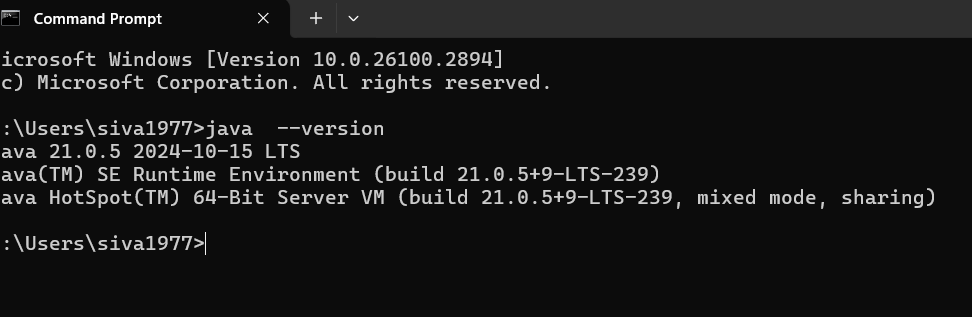 Command Prompt
icrosoft Windows [Version 10.0.26100.2894]
c) Microsoft Corporation. All rights reserved.
:\Users\siva1977>java  --version
ava 21.0.5 2024-10-15 LTS
ava(TM) SE Runtime Environment (build 21.0.5+9-LTS-239)
ava HotSpot(TM) 64-Bit Server VM (build 21.0.5+9-LTS-239, mixed mode, sharing)
:\Users\siva1977>